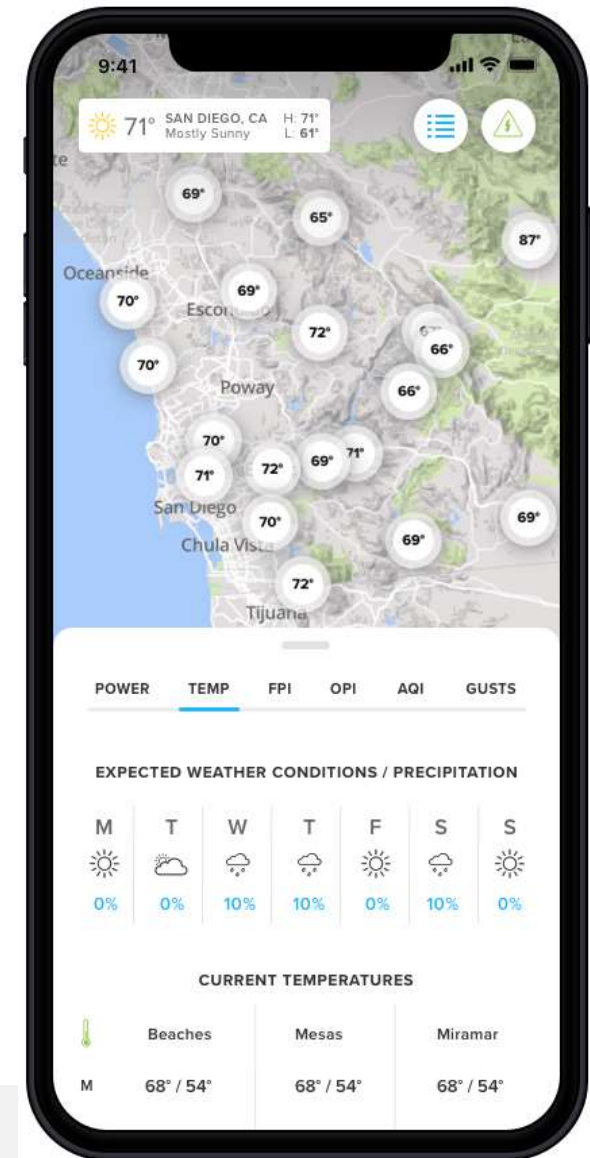 9:41
71° SAN DIEGO, CA H: 71°
Mostly Sunny L: 61°
69°
65°
87°
Oceanside
70°
69°
72°
66°
70°
66°
Poway
70°
71°
72°
69°
71°
San Diego
70°
69°
69°
Chula Vista
72°
Tijuana
POWER TEMP FPI OPI AQI GUSTS
EXPECTED WEATHER CONDITIONS / PRECIPITATION
M T W T F S S
0% 0% 10% 10% 0% 10% 0%
CURRENT TEMPERATURES
Beaches Mesas Miramar
M 68° / 54° 68° / 54° 68° / 54°